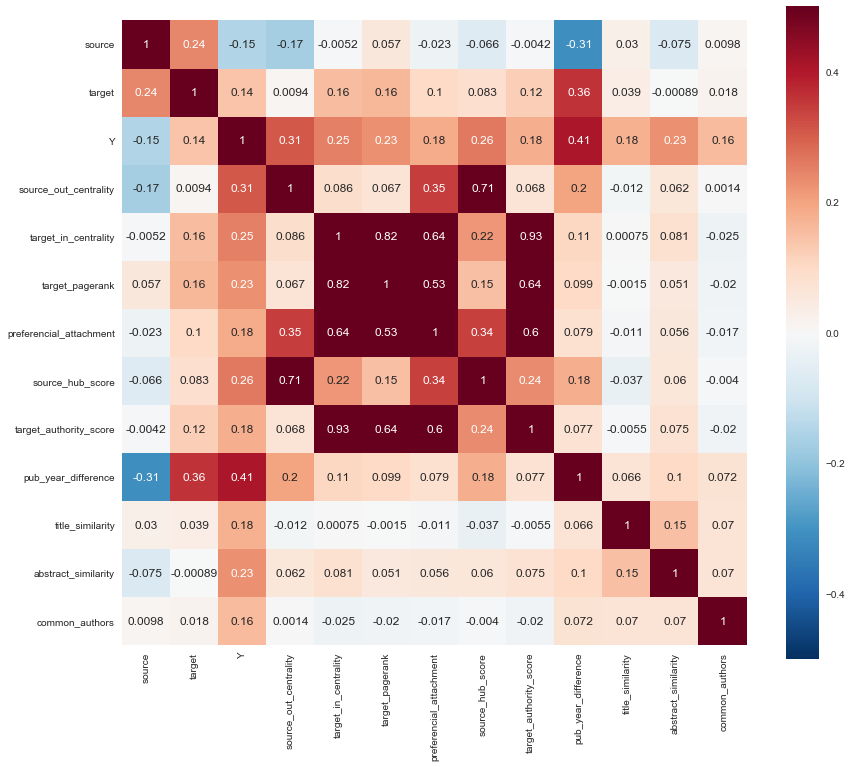 source 1 0.24 -0.15 -0.17 -0.0052 0.057 -0.023 -0.066 -0.0042 -0.31 0.03 -0.075 0.0098
target 0.24 1 0.14 0.0094 0.16 0.16 0.1 0.083 0.12 0.36 0.039 -0.00089 0.018
Y -0.15 0.14 1 0.31 0.25 0.23 0.18 0.26 0.18 0.41 0.18 0.23 0.16
source_out_centrality -0.17 0.0094 0.31 1 0.086 0.067 0.35 0.71 0.068 0.2 -0.012 0.062 0.0014
target_in_centrality -0.0052 0.16 0.25 0.086 1 0.82 0.64 0.22 0.93 0.11 0.00075 0.081 -0.025
target_pagerank 0.057 0.16 0.23 0.067 0.82 1 0.53 0.15 0.64 0.099 -0.0015 0.051 -0.02
preferencial_attachment -0.023 0.1 0.18 0.35 0.64 0.53 1 0.34 0.6 0.079 -0.011 0.056 -0.017
source_hub_score -0.066 0.083 0.26 0.71 0.22 0.15 0.34 1 0.24 0.18 -0.037 0.06 -0.004
target_authority_score -0.0042 0.12 0.18 0.068 0.93 0.64 0.6 0.24 1 0.077 -0.0055 0.075 -0.02
pub_year_difference -0.31 0.36 0.41 0.2 0.11 0.099 0.079 0.18 0.077 1 0.066 0.1 0.072
title_similarity 0.03 0.039 0.18 -0.012 0.00075 -0.0015 -0.011 -0.037 -0.0055 0.066 1 0.15 0.07
abstract_similarity -0.075 -0.00089 0.23 0.062 0.081 0.051 0.056 0.06 0.075 0.1 0.15 1 0.07
common_authors 0.0098 0.018 0.16 0.0014 -0.025 -0.02 -0.017 -0.004 -0.02 0.072 0.07 0.07 1
source
target
Y
source_out_centrality
target_in_centrality
target_pagerank
preferencial_attachment
source_hub_score
target_authority_score
pub_year_difference
title_similarity
abstract_similarity
common_authors
0.4
0.2
0.0
−0.2
−0.4